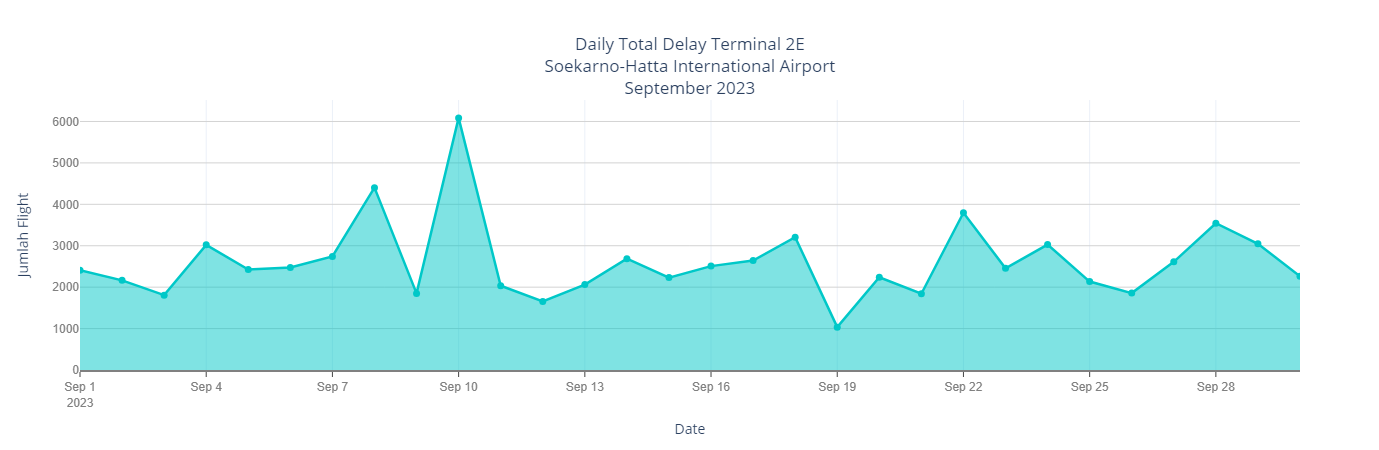 Daily Total Delay Terminal 2E
Soekarno-Hatta International Airport
September 2023
Jumlah Flight
6000
5000
4000
3000
2000
1000
0
Sep 1 Sep 4 Sep 7 Sep 10 Sep 13 Sep 16 Sep 19 Sep 22 Sep 25 Sep 28
2023
Date